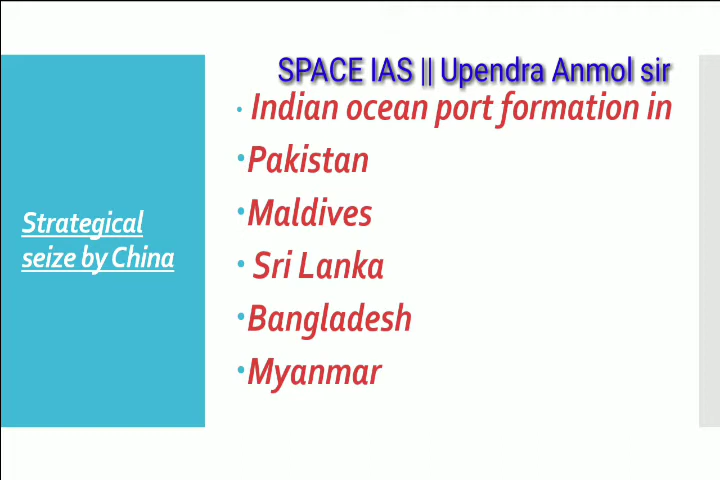 SPACE IAS || Upendra Anmol sir
Strategical
seize by China
• Indian ocean port formation in
• Pakistan
• Maldives
• Sri Lanka
• Bangladesh
• Myanmar